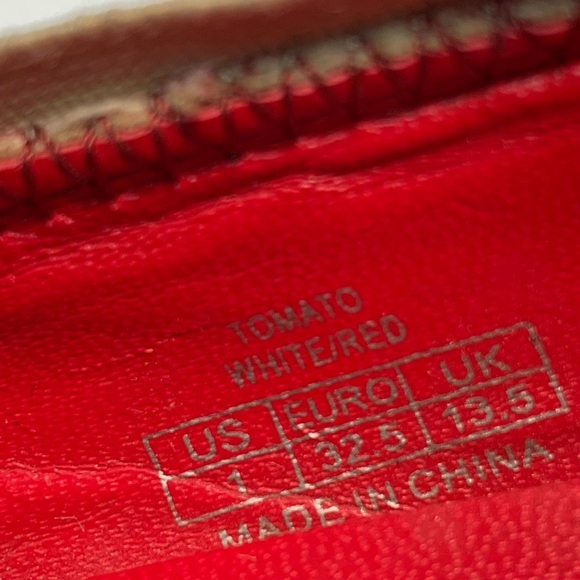 TOMATO
WHITE/RED
US EURO UK
1 32.5 13.5
MADE IN CHINA